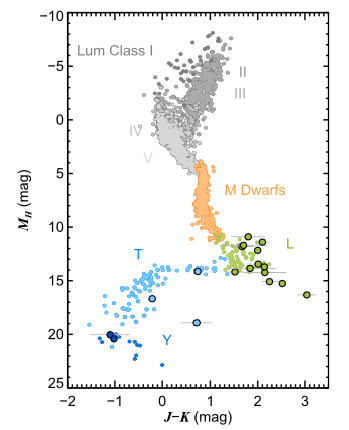 −10
Lum Class I
II
−5
III
0
IV
V
5
M Dwarfs
10
L
T
15
20
Y
25
−2 −1 0 1 2 3
M_H (mag)
J−K (mag)